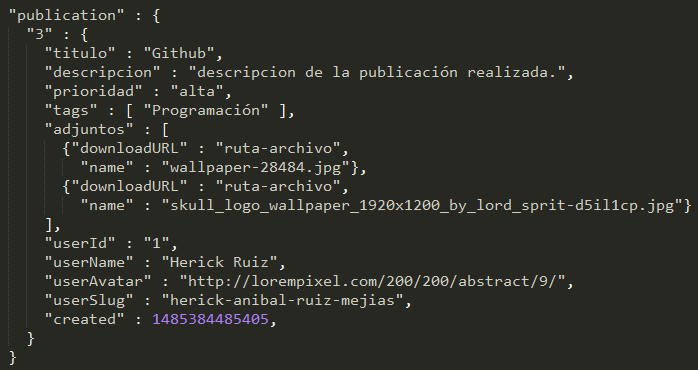 "publication" : {
"3" : {
"titulo" : "Github",
"descripcion" : "descripcion de la publicación realizada.",
"prioridad" : "alta",
"tags" : [ "Programación" ],
"adjuntos" : [
{"downloadURL" : "ruta-archivo",
"name" : "wallpaper-28484.jpg"},
{"downloadURL" : "ruta-archivo",
"name" : "skull_logo_wallpaper_1920x1200_by_lord_sprit-d5il1cp.jpg"}
],
"userId" : "1",
"userName" : "Herick Ruiz",
"userAvatar" : "http://lorempixel.com/200/200/abstract/9/",
"userSlug" : "herick-anibal-ruiz-mejias",
"created" : 1485384485405,
}
}